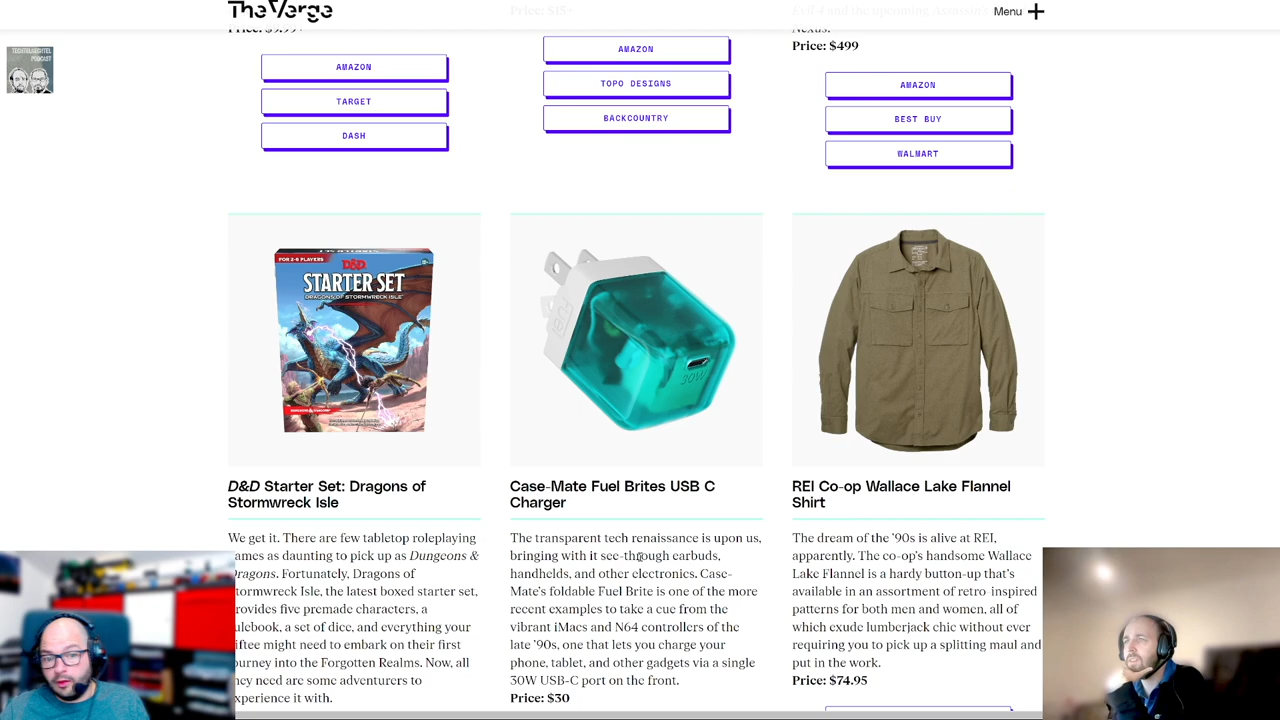 TheVerge
Menu
Price: $15+
Evil 4 and the upcoming Assassin's
Nexus.
Price: $9.99+
Price: $499
AMAZON
TARGET
DASH
AMAZON
TOPO DESIGNS
BACKCOUNTRY
AMAZON
BEST BUY
WALMART
PODCAST
FOR 2-6 PLAYERS
D&D
STARTER SET
DRAGONS OF STORMWRECK ISLE
30W
D&D Starter Set: Dragons of
Stormwreck Isle
We get it. There are few tabletop roleplaying
games as daunting to pick up as Dungeons &
Dragons. Fortunately, Dragons of
Stormwreck Isle, the latest boxed starter set,
provides five premade characters, a
rulebook, a set of dice, and everything your
giftee might need to embark on their first
journey into the Forgotten Realms. Now, all
they need are some adventurers to
experience it with.
Case-Mate Fuel Brites USB C
Charger
The transparent tech renaissance is upon us,
bringing with it see-through earbuds,
handhelds, and other electronics. Case-
Mate's foldable Fuel Brite is one of the more
recent examples to take a cue from the
vibrant iMacs and N64 controllers of the
late '90s, one that lets you charge your
phone, tablet, and other gadgets via a single
30W USB-C port on the front.
Price: $30
REI Co-op Wallace Lake Flannel
Shirt
The dream of the '90s is alive at REI,
apparently. The co-op's handsome Wallace
Lake Flannel is a hardy button-up that's
available in an assortment of retro-inspired
patterns for both men and women, all of
which exude lumberjack chic without ever
requiring you to pick up a splitting maul and
put in the work.
Price: $74.95